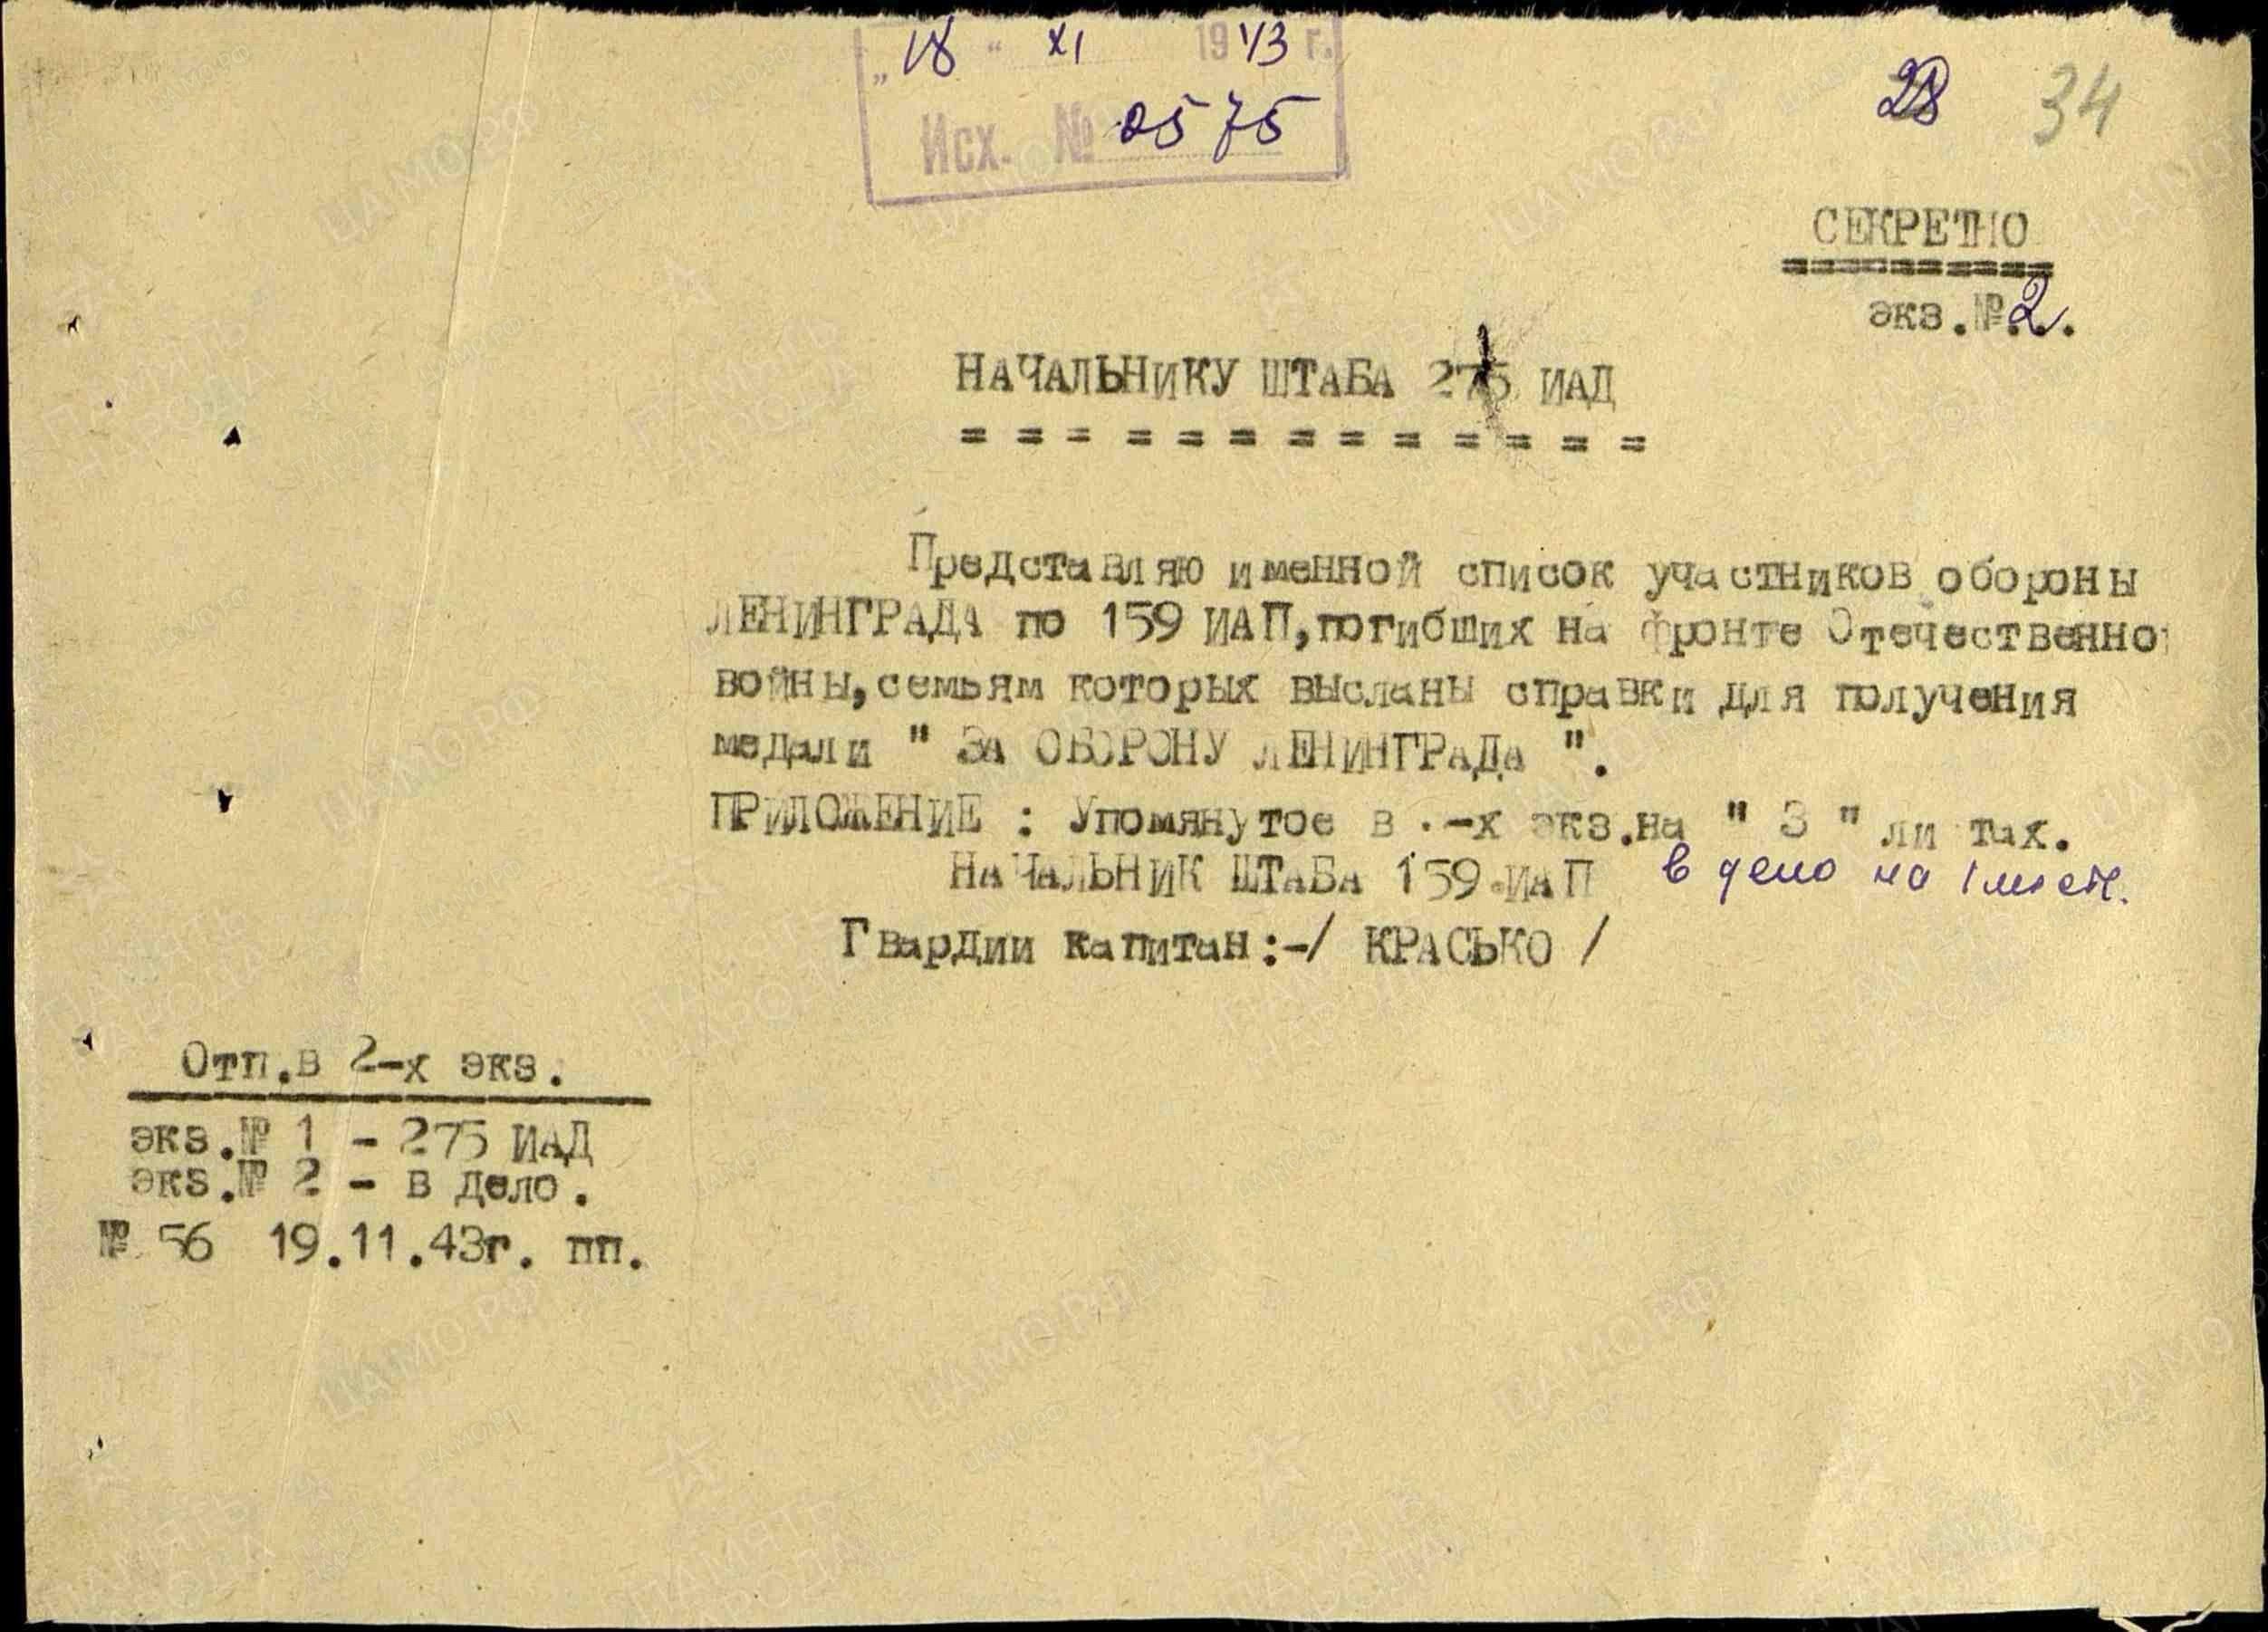 „18“ XI 1943 г.
Исх. № 0575
28 34
СЕКРЕТНО
==========
экз.№2..
НАЧАЛЬНИКУ ШТАБА 275 ИАД
= = = = = = = = = = = = =
Представляю именной список участников обороны
ЛЕНИНГРАДА по 159 ИАП,погибших на фронте Отечественно
войны,семьям которых высланы справки для получения
медали " ЗА ОБОРОНУ ЛЕНИНГРАДА ".
ПРИЛОЖЕНИЕ : Упомянутое в -х экз.на " 3 " ли тах.
НАЧАЛЬНИК ШТАБА 159 ИАП в дело на 1 лист.
Гвардии капитан:-/ КРАСЬКО /
Отп.в 2-х экз.
экз.№ 1 - 275 ИАД
экз.№ 2 - в дело.
№ 56 19.11.43г. пп.